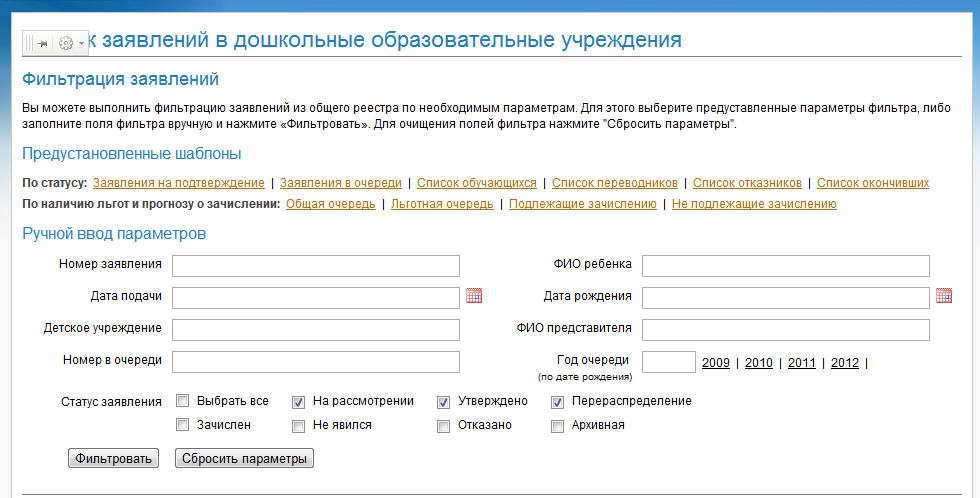 к заявлений в дошкольные образовательные учреждения
Фильтрация заявлений
Вы можете выполнить фильтрацию заявлений из общего реестра по необходимым параметрам. Для этого выберите предуставленные параметры фильтра, либо
заполните поля фильтра вручную и нажмите «Фильтровать». Для очищения полей фильтра нажмите "Сбросить параметры".
Предустановленные шаблоны
По статусу: Заявления на подтверждение | Заявления в очереди | Список обучающихся | Список переводников | Список отказников | Список окончивших
По наличию льгот и прогнозу о зачислении: Общая очередь | Льготная очередь | Подлежащие зачислению | Не подлежащие зачислению
Ручной ввод параметров
Номер заявления ФИО ребенка
Дата подачи Дата рождения
Детское учреждение ФИО представителя
Номер в очереди Год очереди 2009 | 2010 | 2011 | 2012 |
(по дате рождения)
Статус заявления Выбрать все На рассмотрении Утверждено Перераспределение
Зачислен Не явился Отказано Архивная
Фильтровать Сбросить параметры